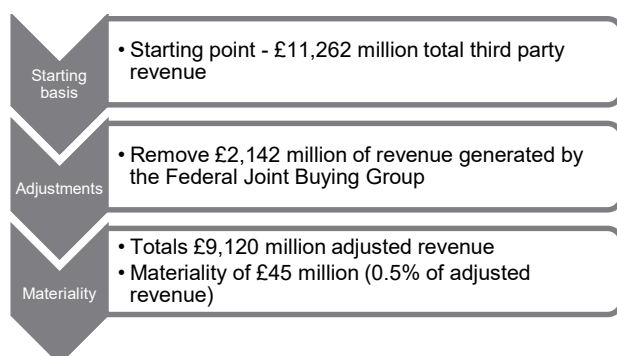 Starting
basis
• Starting point - £11,262 million total third party
revenue
Adjustments
• Remove £2,142 million of revenue generated by
the Federal Joint Buying Group
Materiality
• Totals £9,120 million adjusted revenue
• Materiality of £45 million (0.5% of adjusted
revenue)